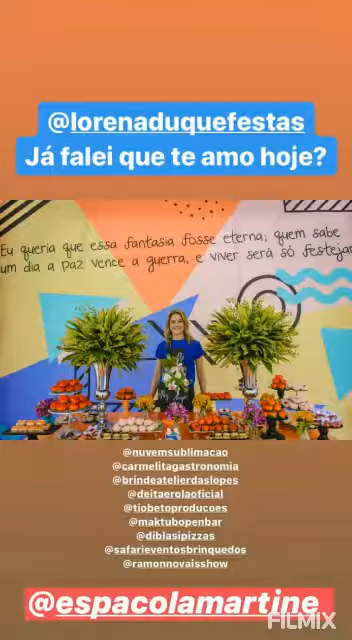 @lorenaduquefestas
Já falei que te amo hoje?
Eu queria que essa fantasia fosse eterna, quem sabe
um dia a paz vence a guerra, e viver será só festejar
@nuvemsublimacao
@carmelitagastronomia
@brindeatelierdaslopes
@deitaerolaoficial
@tiobetoproducoes
@maktubopenbar
@diblasipizzas
@safarieventosbrinquedos
@ramonnovaisshow
@espacolamartine
FILMIX